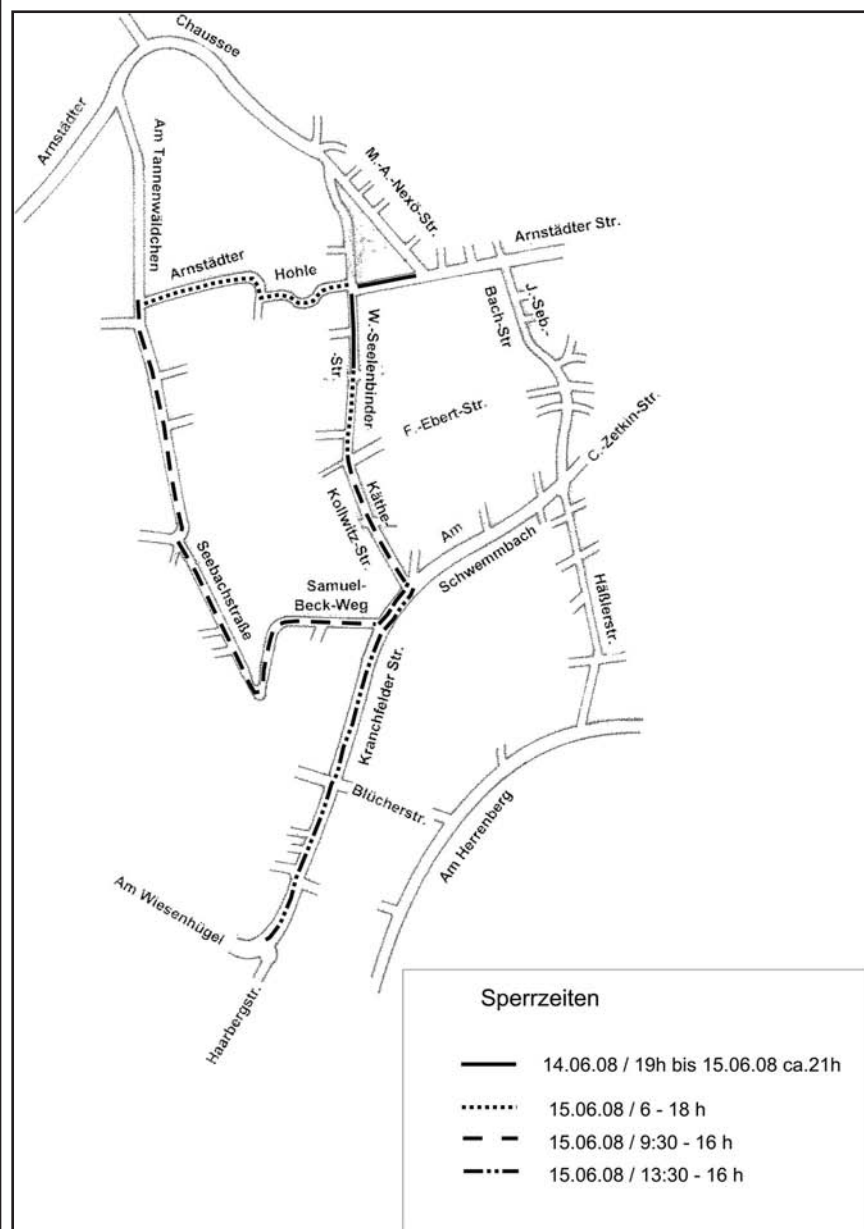 Chaussee
Arnstädter
Am Tannenwäldchen
M.-A.-Nexö-Str.
Arnstädter Str.
Arnstädter
Hohle
J.-Seb.-
Bach-Str
W.-Seelenbinder
-Str
F.-Ebert-Str.
C.-Zetkin-Str.
Käthe-
Kollwitz-Str.
Am
Schwemmbach
Seebachstraße
Samuel-
Beck-Weg
Häßlerstr.
Kranchfelder Str.
Blücherstr.
Am Herrenberg
Am Wiesenhügel
Haarbergstr.
Sperrzeiten
14.06.08 / 19h bis 15.06.08 ca.21h
15.06.08 / 6 - 18 h
15.06.08 / 9:30 - 16 h
15.06.08 / 13:30 - 16 h